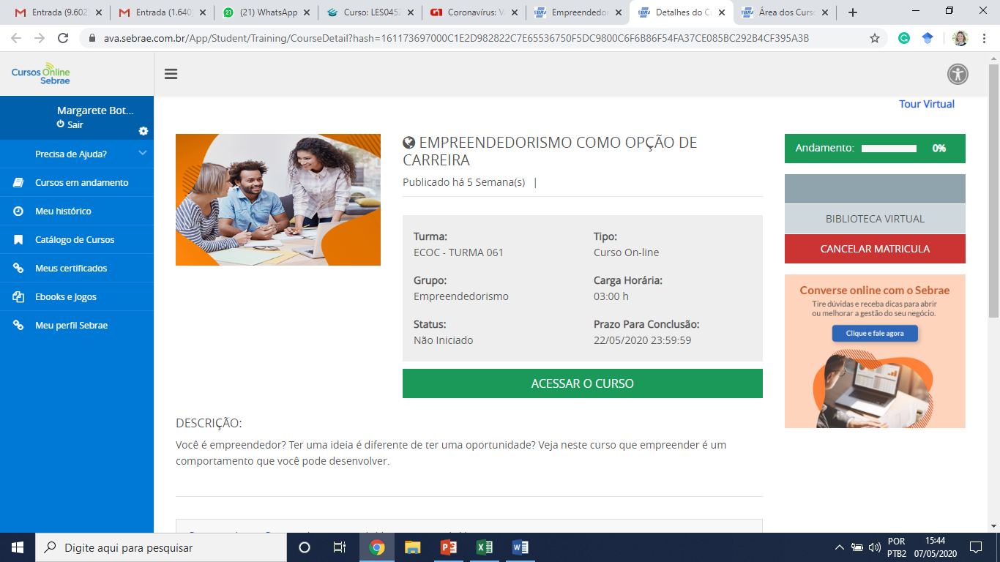 Entrada (9.602)
Entrada (1.640)
(21) WhatsApp
Curso: LES0452
Coronavírus:
Empreendedor
Detalhes do C
Área dos Curso
ava.sebrae.com.br/App/Student/Training/CourseDetail?hash=161173697000C1E2D982822C7E65536750F5DC9800C6F6B86F54FA37CE085BC292B4CF395A3B
Cursos Online
Sebrae
Margarete Bot...
Sair
Precisa de Ajuda?
Cursos em andamento
Meu histórico
Catálogo de Cursos
Meus certificados
Ebooks e Jogos
Meu perfil Sebrae
Tour Virtual
EMPREENDEDORISMO COMO OPÇÃO DE
CARREIRA
Publicado há 5 Semana(s) |
Turma:
ECOC - TURMA 061
Tipo:
Curso On-line
Grupo:
Empreendedorismo
Carga Horária:
03:00 h
Status:
Não Iniciado
Prazo Para Conclusão:
22/05/2020 23:59:59
ACESSAR O CURSO
DESCRIÇÃO:
Você é empreendedor? Ter uma ideia é diferente de ter uma oportunidade? Veja neste curso que empreender é um
comportamento que você pode desenvolver.
Andamento: 0%
BIBLIOTECA VIRTUAL
CANCELAR MATRICULA
Converse online com o Sebrae
Tire dúvidas e receba dicas para abrir
ou melhorar a gestão do seu negócio.
Clique e fale agora
Digite aqui para pesquisar
POR
PTB2
15:44
07/05/2020